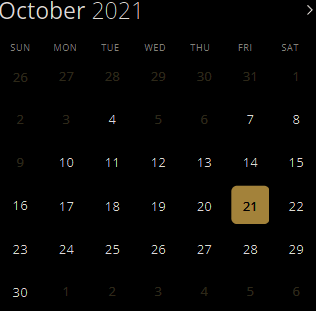 October 2021
SUN MON TUE WED THU FRI SAT
26 27 28 29 30 31 1
2 3 4 5 6 7 8
9 10 11 12 13 14 15
16 17 18 19 20 21 22
23 24 25 26 27 28 29
30 1 2 3 4 5 6